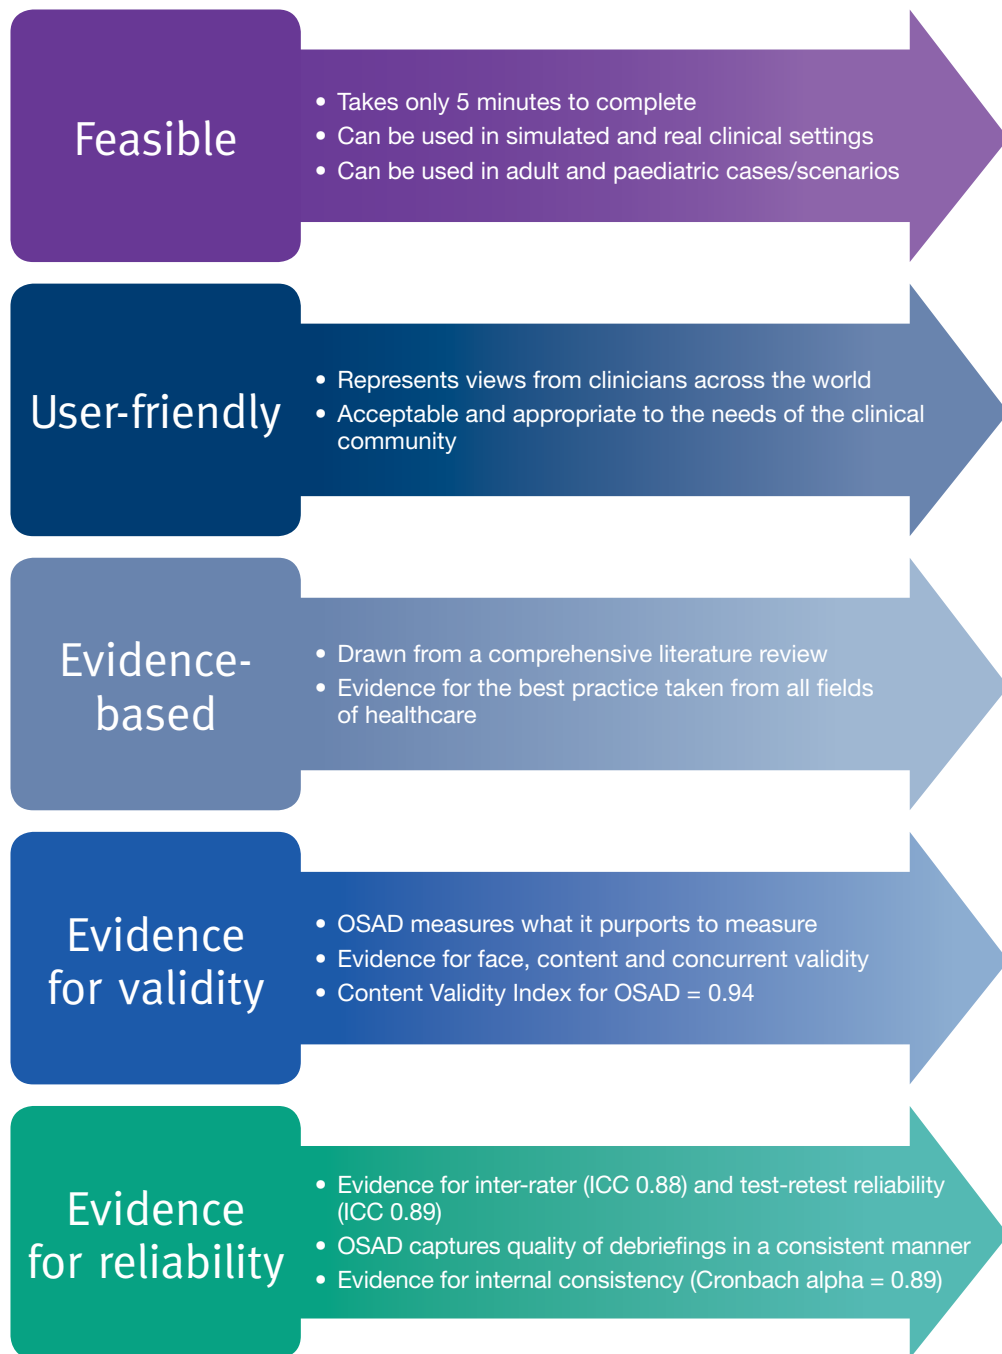 Feasible
• Takes only 5 minutes to complete
• Can be used in simulated and real clinical settings
• Can be used in adult and paediatric cases/scenarios
User-friendly
• Represents views from clinicians across the world
• Acceptable and appropriate to the needs of the clinical
community
Evidence-
based
• Drawn from a comprehensive literature review
• Evidence for the best practice taken from all fields
of healthcare
Evidence
for validity
• OSAD measures what it purports to measure
• Evidence for face, content and concurrent validity
• Content Validity Index for OSAD = 0.94
Evidence
for reliability
• Evidence for inter-rater (ICC 0.88) and test-retest reliability
(ICC 0.89)
• OSAD captures quality of debriefings in a consistent manner
• Evidence for internal consistency (Cronbach alpha = 0.89)